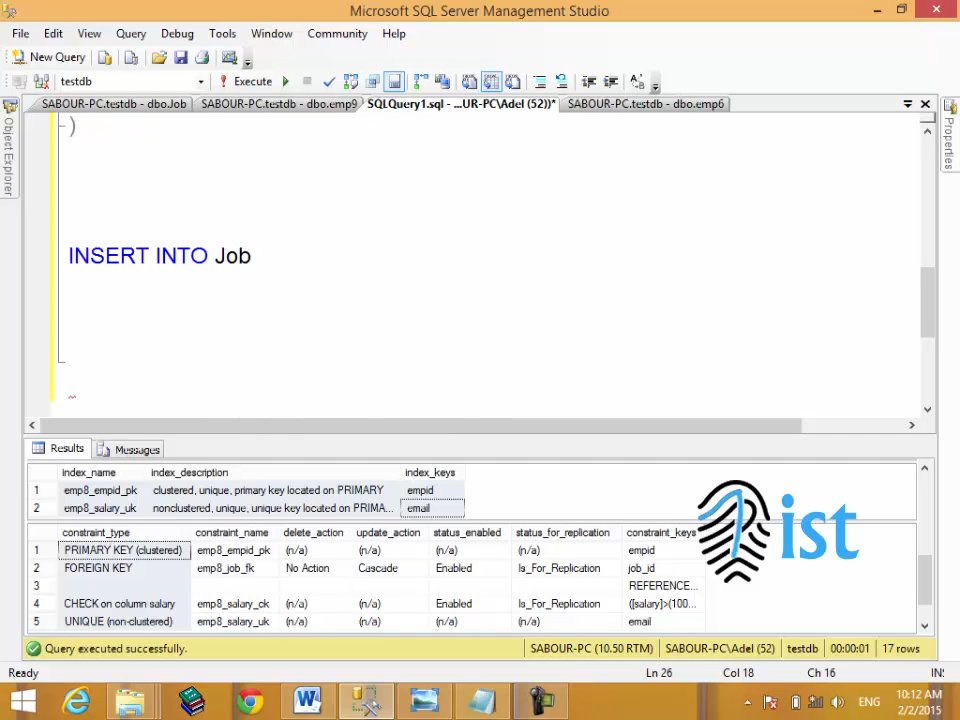 Microsoft SQL Server Management Studio
File Edit View Query Debug Tools Window Community Help
New Query
testdb Execute
SABOUR-PC.testdb - dbo.Job SABOUR-PC.testdb - dbo.emp9 SQLQuery1.sql - ...UR-PC\Adel (52))* SABOUR-PC.testdb - dbo.emp6
Object Explorer
Properties
)
INSERT INTO Job
Results Messages
index_name index_description index_keys
1 emp8_empid_pk clustered, unique, primary key located on PRIMARY empid
2 emp8_salary_uk nonclustered, unique, unique key located on PRIMA... email
constraint_type constraint_name delete_action update_action status_enabled status_for_replication constraint_keys
1 PRIMARY KEY (clustered) emp8_empid_pk (n/a) (n/a) (n/a) (n/a) empid
2 FOREIGN KEY emp8_job_fk No Action Cascade Enabled Is_For_Replication job_id
3 REFERENCE...
4 CHECK on column salary emp8_salary_ck (n/a) (n/a) Enabled Is_For_Replication ([salary]>(100...
5 UNIQUE (non-clustered) emp8_salary_uk (n/a) (n/a) (n/a) (n/a) email
ist
Query executed successfully. SABOUR-PC (10.50 RTM) SABOUR-PC\Adel (52) testdb 00:00:01 17 rows
Ready Ln 26 Col 18 Ch 16 INS
ENG
10:12 AM
2/2/2015